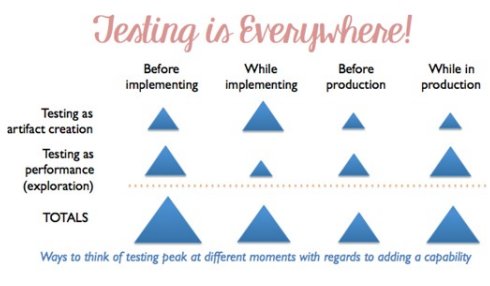 Testing is Everywhere!
Before
implementing
While
implementing
Before
production
While in
production
Testing as
artifact creation
Testing as
performance
(exploration)
TOTALS
Ways to think of testing peak at different moments with regards to adding a capability